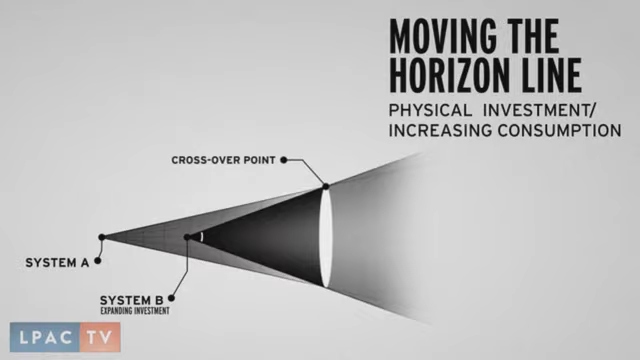 MOVING THE
HORIZON LINE
PHYSICAL INVESTMENT/
INCREASING CONSUMPTION
CROSS-OVER POINT
SYSTEM A
SYSTEM B
EXPANDING INVESTMENT
LPAC TV